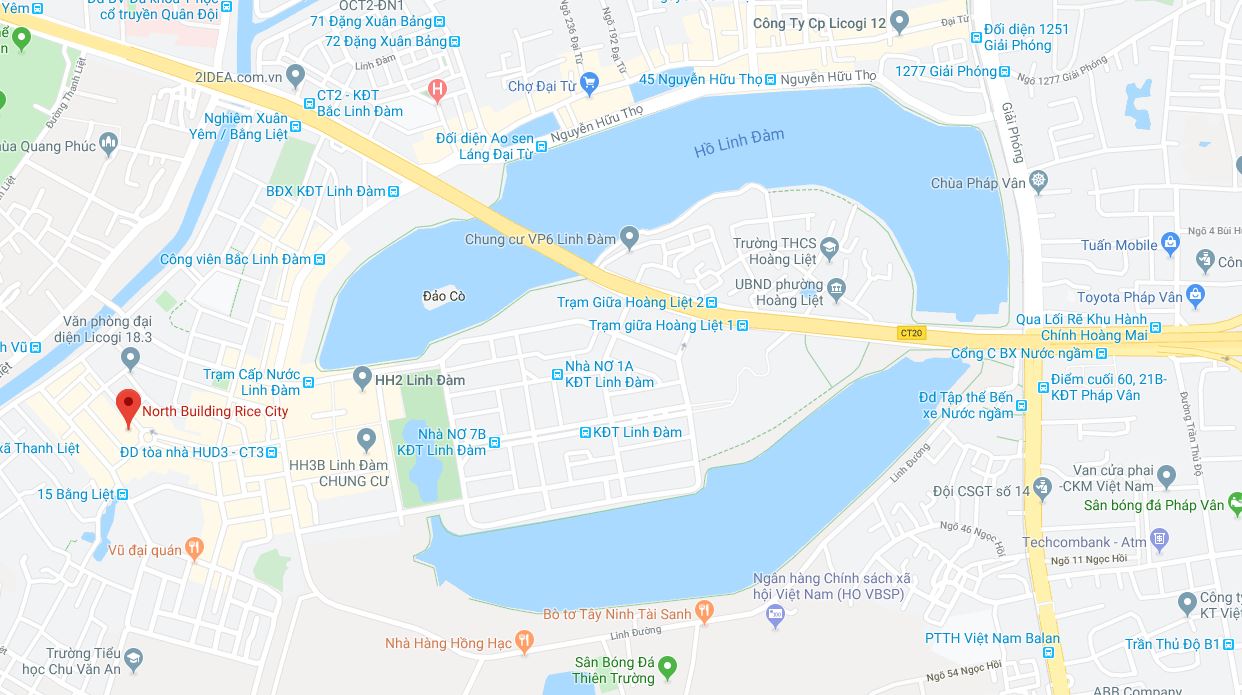 Yêm
cổ truyền Quân Đội
OCT2-ĐN1
71 Đặng Xuân Bảng
72 Đặng Xuân Bảng
Linh Đàm
Ngõ 236 Đại Từ
Ngõ 192 Đại Từ
Công Ty Cp Licogi 12
Đại Từ
Đối diện 1251
Giải Phóng
2IDEA.com.vn
Chợ Đại Từ
45 Nguyễn Hữu Thọ
Nguyễn Hữu Thọ
1277 Giải Phóng
Ngõ 1277 Giải Phóng
Đường Thanh Liệt
CT2 - KĐT
Bắc Linh Đàm
Nghiêm Xuân
Yêm / Bằng Liệt
Đối diện Ao sen
Láng Đại Từ
Nguyễn Hữu Thọ
Giải Phóng
Hồ Linh Đàm
ùa Quang Phúc
BĐX KĐT Linh Đàm
Chùa Pháp Vân
Chung cư VP6 Linh Đàm
Trường THCS
Hoàng Liệt
Tuấn Mobile
Ngõ 4 Bùi H
Công viên Bắc Linh Đàm
Côn
UBND phường
Hoàng Liệt
Đảo Cò
Trạm Giữa Hoàng Liệt 2
Toyota Pháp Vân
Văn phòng đại
diện Licogi 18.3
Trạm giữa Hoàng Liệt 1
CT20
Qua Lối Rẽ Khu Hành
Chính Hoàng Mai
h Vũ
Cổng C BX Nước ngầm
Trạm Cấp Nước
Linh Đàm
HH2 Linh Đàm
Nhà NƠ 1A
KĐT Linh Đàm
Điểm cuối 60, 21B-
KĐT Pháp Vân
North Building Rice City
Đd Tập thể Bến
xe Nước ngầm
Đường Trần Thủ Độ
xã Thanh Liệt
ĐD tòa nhà HUD3 - CT3
Nhà NƠ 7B
KĐT Linh Đàm
KĐT Linh Đàm
HH3B Linh Đàm
CHUNG CƯ
Linh Đường
Van cửa phai
-CKM Việt Nam
15 Bằng Liệt
Đội CSGT số 14
Sân bóng đá Pháp Vân
Ngõ 46 Ngọc Hồi
Vũ đại quán
Techcombank - Atm
Ngõ 11 Ngọc Hồi
Ngân hàng Chính sách xã
hội Việt Nam (HO VBSP)
Công ty
KT Việt
Bò tơ Tây Ninh Tài Sanh
Linh Đường
Nhà Hàng Hồng Hạc
PTTH Việt Nam Balan
Trần Thủ Độ B1
Trường Tiểu
học Chu Văn An
Sân Bóng Đá
Thiên Trường
Ngõ 54 Ngọc Hồi
ABB Company